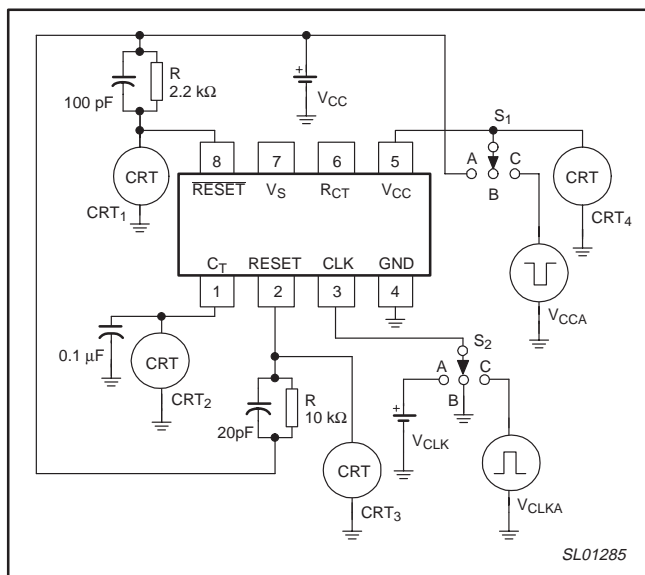 R
2.2 kΩ
100 pF
+
VCC
S1
A
B
C
CRT
CRT1
8
7
6
5
RESET
VS
RCT
VCC
CRT
CRT4
CT
RESET
CLK
GND
1
2
3
4
VCCA
0.1 µF
CRT
CRT2
S2
A
B
C
R
10 kΩ
20pF
+
VCLK
CRT
CRT3
VCLKA
SL01285